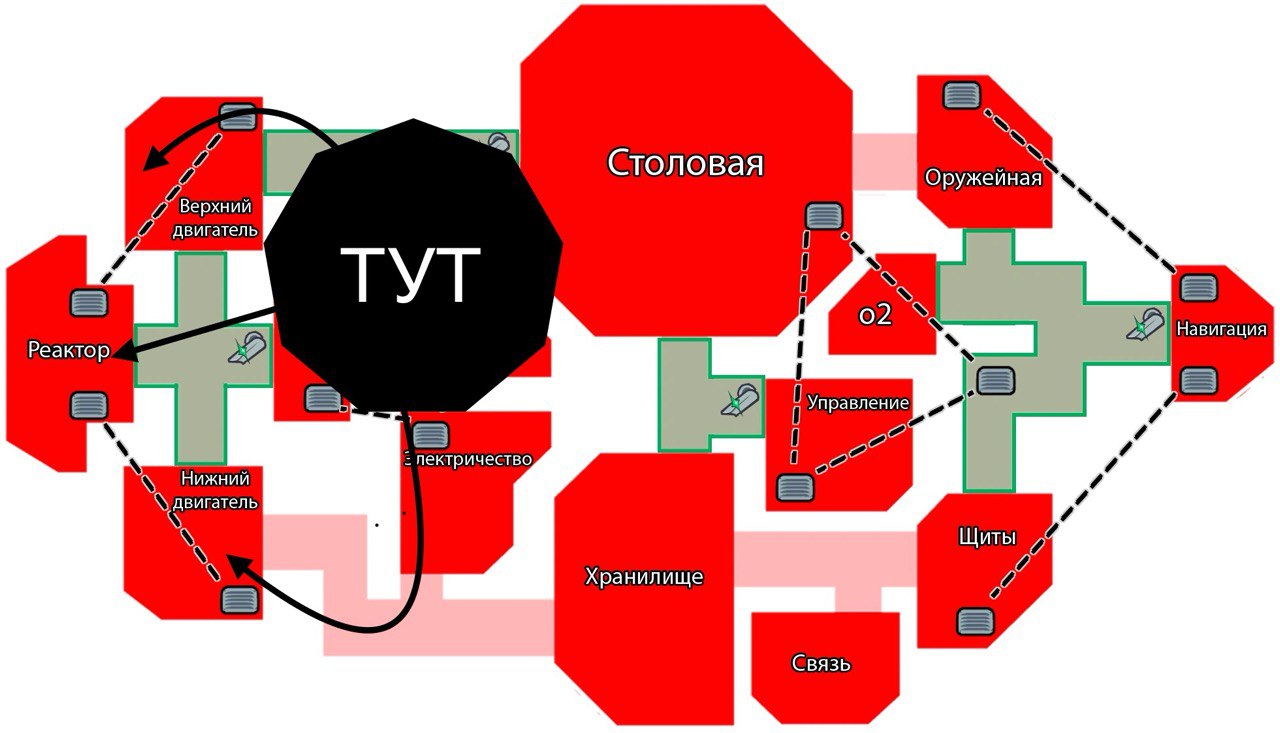 Столовая
Оружейная
Верхний
двигатель
ТУТ
о2
Навигация
Реактор
Управление
Электричество
Нижний
двигатель
Щиты
Хранилище
Связь